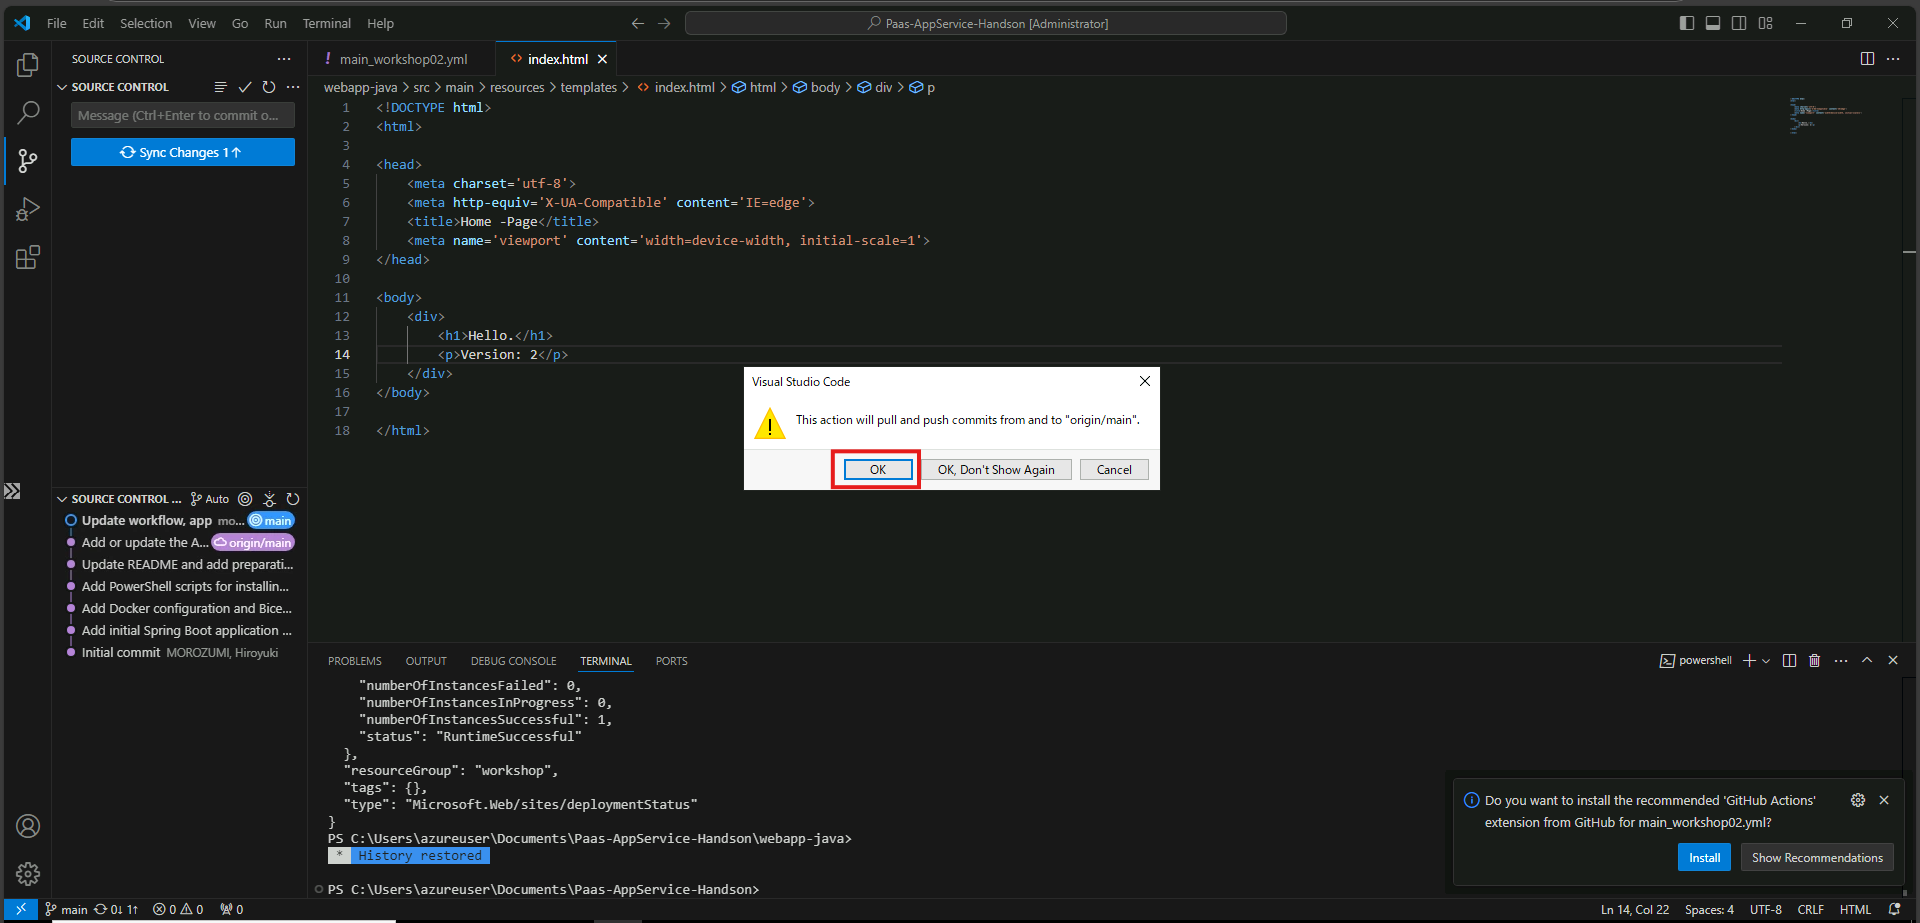 File Edit Selection View Go Run Terminal Help
Paas-AppService-Handson [Administrator]
SOURCE CONTROL
SOURCE CONTROL
Message (Ctrl+Enter to commit o...
Sync Changes 1↑
main_workshop02.yml
index.html
webapp-java > src > main > resources > templates > index.html > html > body > div > p
1 <!DOCTYPE html>
2 <html>
3
4 <head>
5 <meta charset='utf-8'>
6 <meta http-equiv='X-UA-Compatible' content='IE=edge'>
7 <title>Home -Page</title>
8 <meta name='viewport' content='width=device-width, initial-scale=1'>
9 </head>
10
11 <body>
12 <div>
13 <h1>Hello.</h1>
14 <p>Version: 2</p>
15 </div>
16 </body>
17
18 </html>
Visual Studio Code
This action will pull and push commits from and to "origin/main".
OK
OK, Don't Show Again
Cancel
SOURCE CONTROL ... Auto
Update workflow, app mo... main
Add or update the A... origin/main
Update README and add preparati...
Add PowerShell scripts for installin...
Add Docker configuration and Bice...
Add initial Spring Boot application ...
Initial commit MOROZUMI, Hiroyuki
PROBLEMS OUTPUT DEBUG CONSOLE TERMINAL PORTS
powershell
"numberOfInstancesFailed": 0,
"numberOfInstancesInProgress": 0,
"numberOfInstancesSuccessful": 1,
"status": "RuntimeSuccessful"
},
"resourceGroup": "workshop",
"tags": {},
"type": "Microsoft.Web/sites/deploymentStatus"
}
PS C:\Users\azureuser\Documents\Paas-AppService-Handson\webapp-java>
* History restored
PS C:\Users\azureuser\Documents\Paas-AppService-Handson>
Do you want to install the recommended 'GitHub Actions'
extension from GitHub for main_workshop02.yml?
Install
Show Recommendations
main 0↓ 1↑ 0 0 0
Ln 14, Col 22 Spaces: 4 UTF-8 CRLF HTML